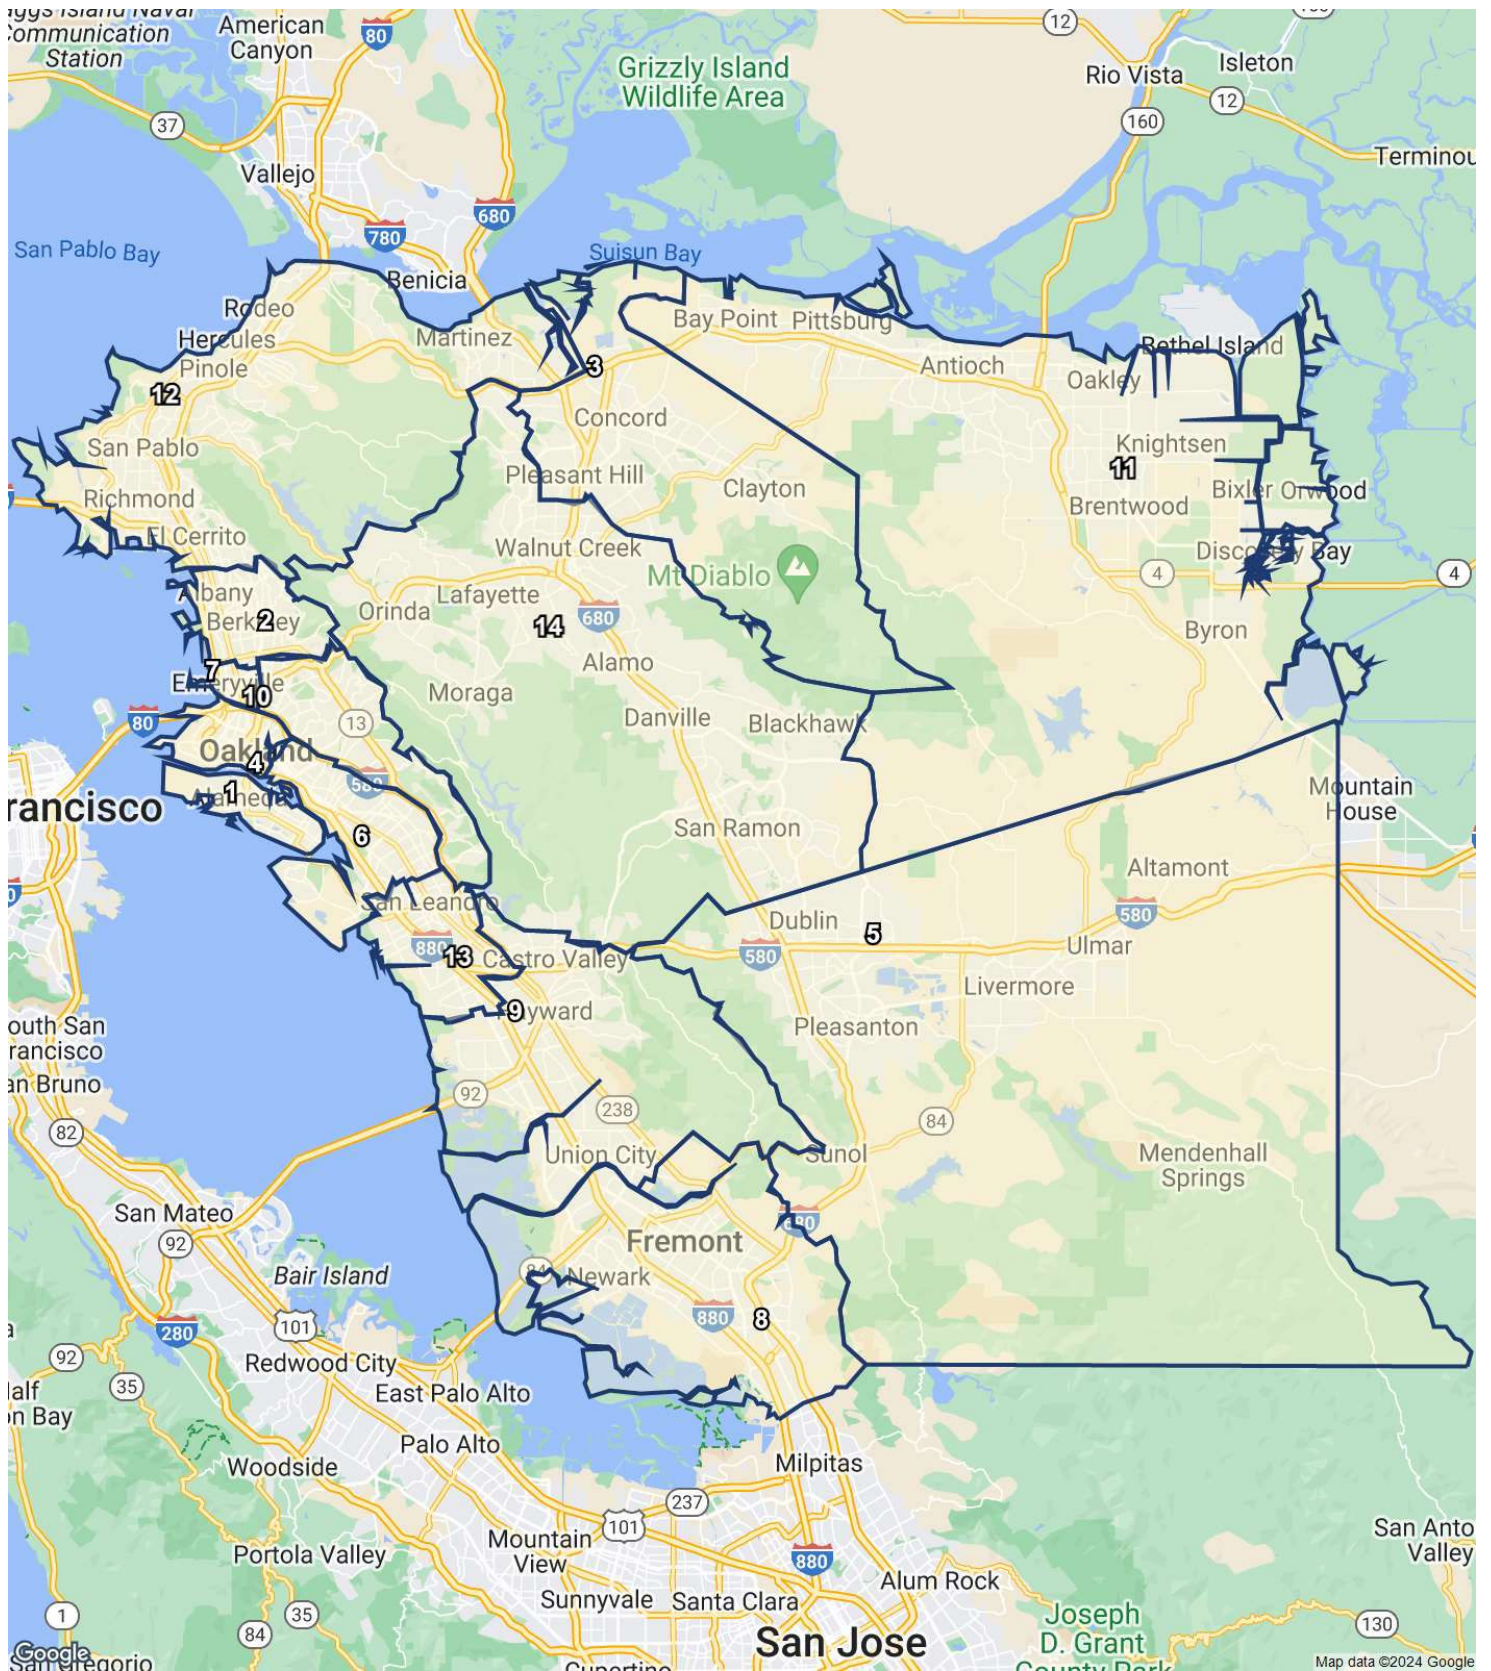 Communication
Station
American
Canyon
80
12
Isleton
Rio Vista
12
Grizzly Island
Wildlife Area
37
160
Terminou
Vallejo
680
780
San Pablo Bay
Suisun Bay
Benicia
Rodeo
Bay Point
Pittsburg
Martinez
Hercules
Bethel Island
Pinole
3
Antioch
Oakley
12
Concord
San Pablo
Knightsen
11
Pleasant Hill
Clayton
Bixler
Orwood
Richmond
Brentwood
El Cerrito
Walnut Creek
Discovery Bay
Mt Diablo
4
4
Albany
Lafayette
Orinda
680
Berkeley
2
14
Byron
Alamo
7
Emeryville
10
Moraga
Danville
Blackhawk
80
13
Oakland
4
580
1
Alameda
Mountain
House
rancisco
San Ramon
6
Altamont
San Leandro
Dublin
580
5
880
13
Castro Valley
580
Ulmar
Livermore
9
Hayward
Pleasanton
outh San
rancisco
an Bruno
92
238
84
82
Union City
Sunol
Mendenhall
Springs
San Mateo
92
680
Fremont
Bair Island
84
Newark
880
8
101
280
92
Redwood City
35
East Palo Alto
alf
on Bay
Palo Alto
Woodside
Milpitas
237
101
Mountain
View
San Anto
Valley
Portola Valley
880
Alum Rock
Sunnyvale
Santa Clara
1
35
Joseph
D. Grant
County Park
84
130
San Jose
Google
San Gregorio
Cupertino
Map data ©2024 Google